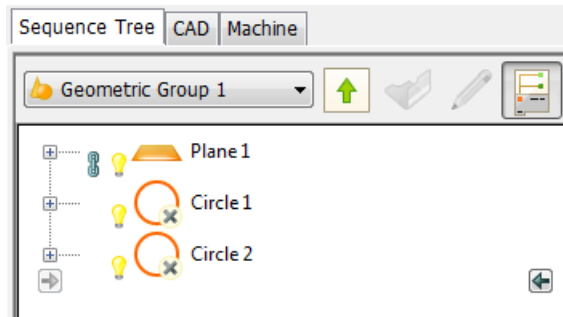 Sequence Tree CAD Machine
Geometric Group 1
Plane 1
Circle 1
Circle 2